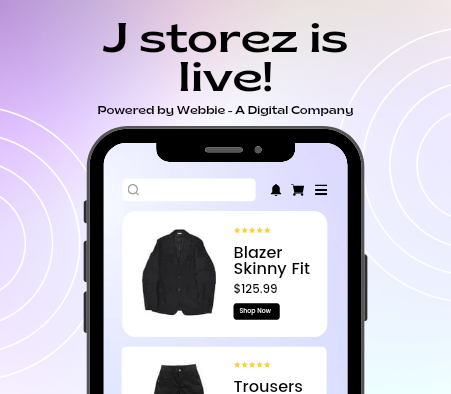 J storez is
live!
Powered by Webbie - A Digital Company
Blazer
Skinny Fit
$125.99
Shop Now
Trousers